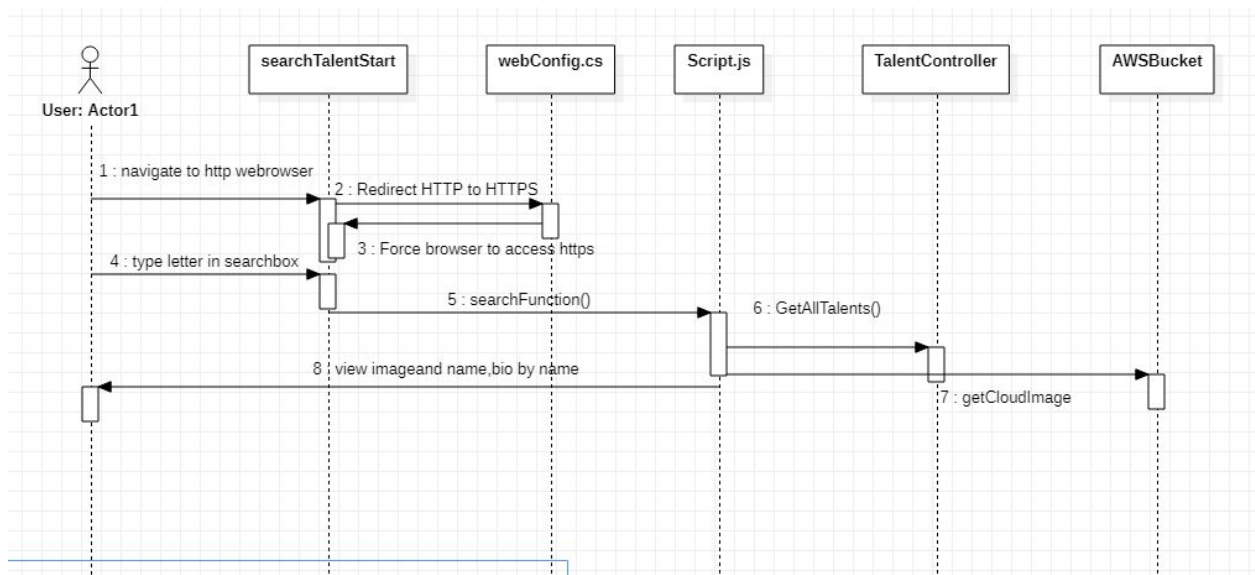 searchTalentStart
webConfig.cs
Script.js
TalentController
AWSBucket
User: Actor1
1 : navigate to http webrowser
2 : Redirect HTTP to HTTPS
3 : Force browser to access https
4 : type letter in searchbox
5 : searchFunction()
6 : GetAllTalents()
8 : view imageand name,bio by name
7 : getCloudImage